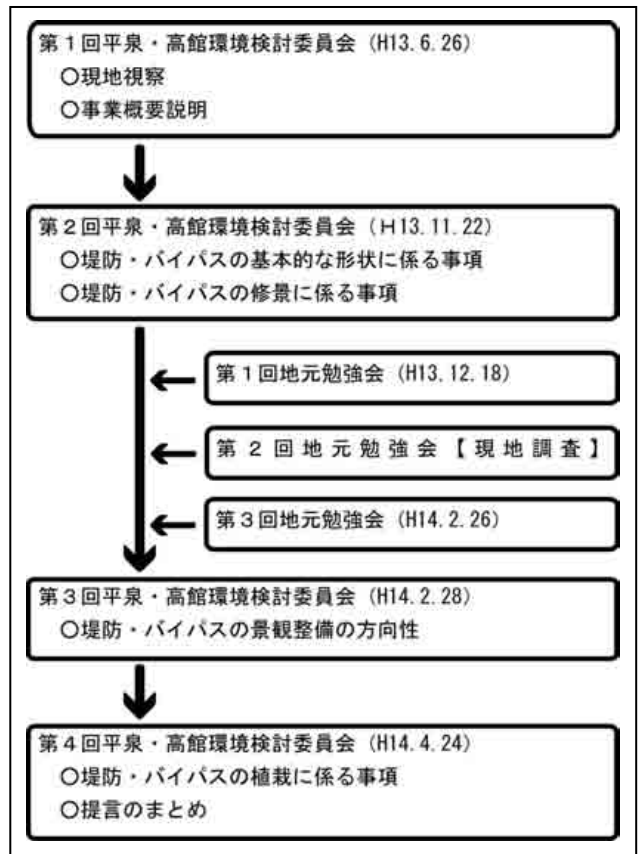 第１回平泉・高館環境検討委員会 (H13.6.26)
○現地視察
○事業概要説明
第２回平泉・高館環境検討委員会 (Ｈ13.11.22)
○堤防・バイパスの基本的な形状に係る事項
○堤防・バイパスの修景に係る事項
第１回地元勉強会 (H13.12.18)
第２回地元勉強会【現地調査】
第３回地元勉強会 (H14.2.26)
第３回平泉・高館環境検討委員会 (H14.2.28)
○堤防・バイパスの景観整備の方向性
第４回平泉・高館環境検討委員会 (H14.4.24)
○堤防・バイパスの植栽に係る事項
○提言のまとめ